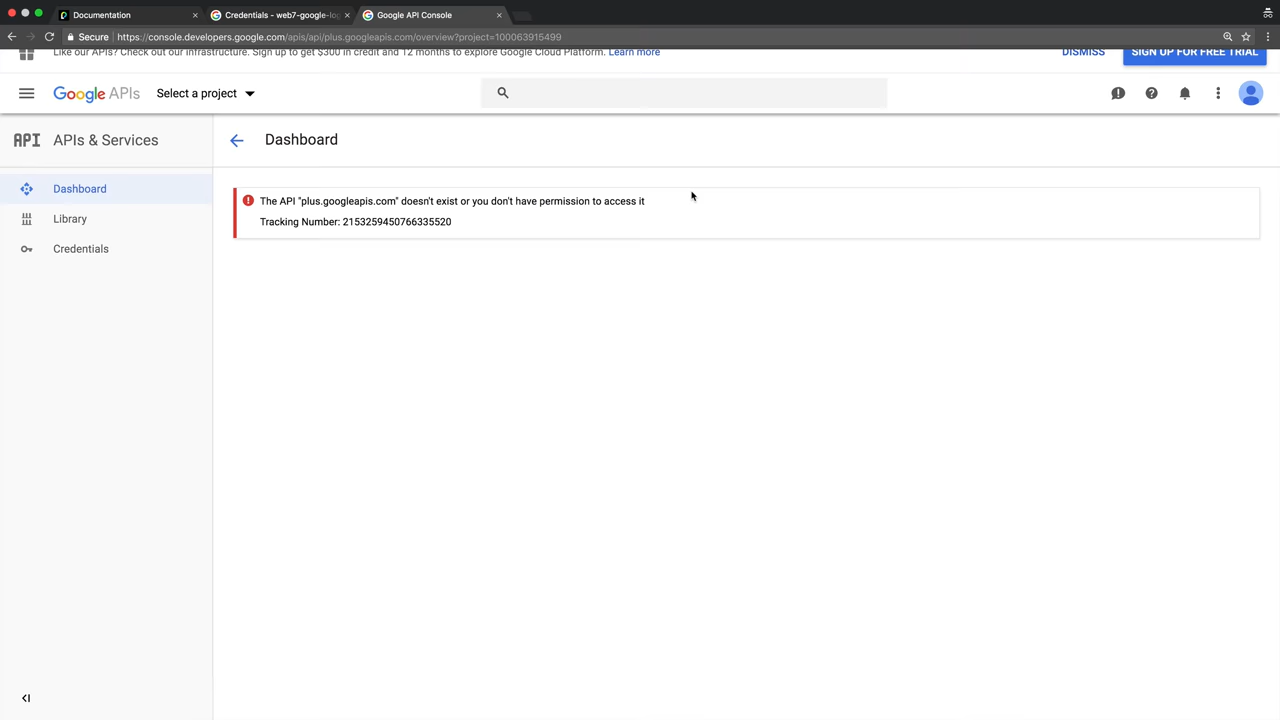 Documentation
Credentials - web7-google-lo
Google API Console
Secure
https://console.developers.google.com/apis/api/plus.googleapis.com/overview?project=100063915499
Like our APIs? Check out our infrastructure. Sign up to get $300 in credit and 12 months to explore Google Cloud Platform. Learn more
DISMISS
SIGN UP FOR FREE TRIAL
Google APIs
Select a project
API APIs & Services
Dashboard
Dashboard
Library
Credentials
The API "plus.googleapis.com" doesn't exist or you don't have permission to access it
Tracking Number: 2153259450766335520